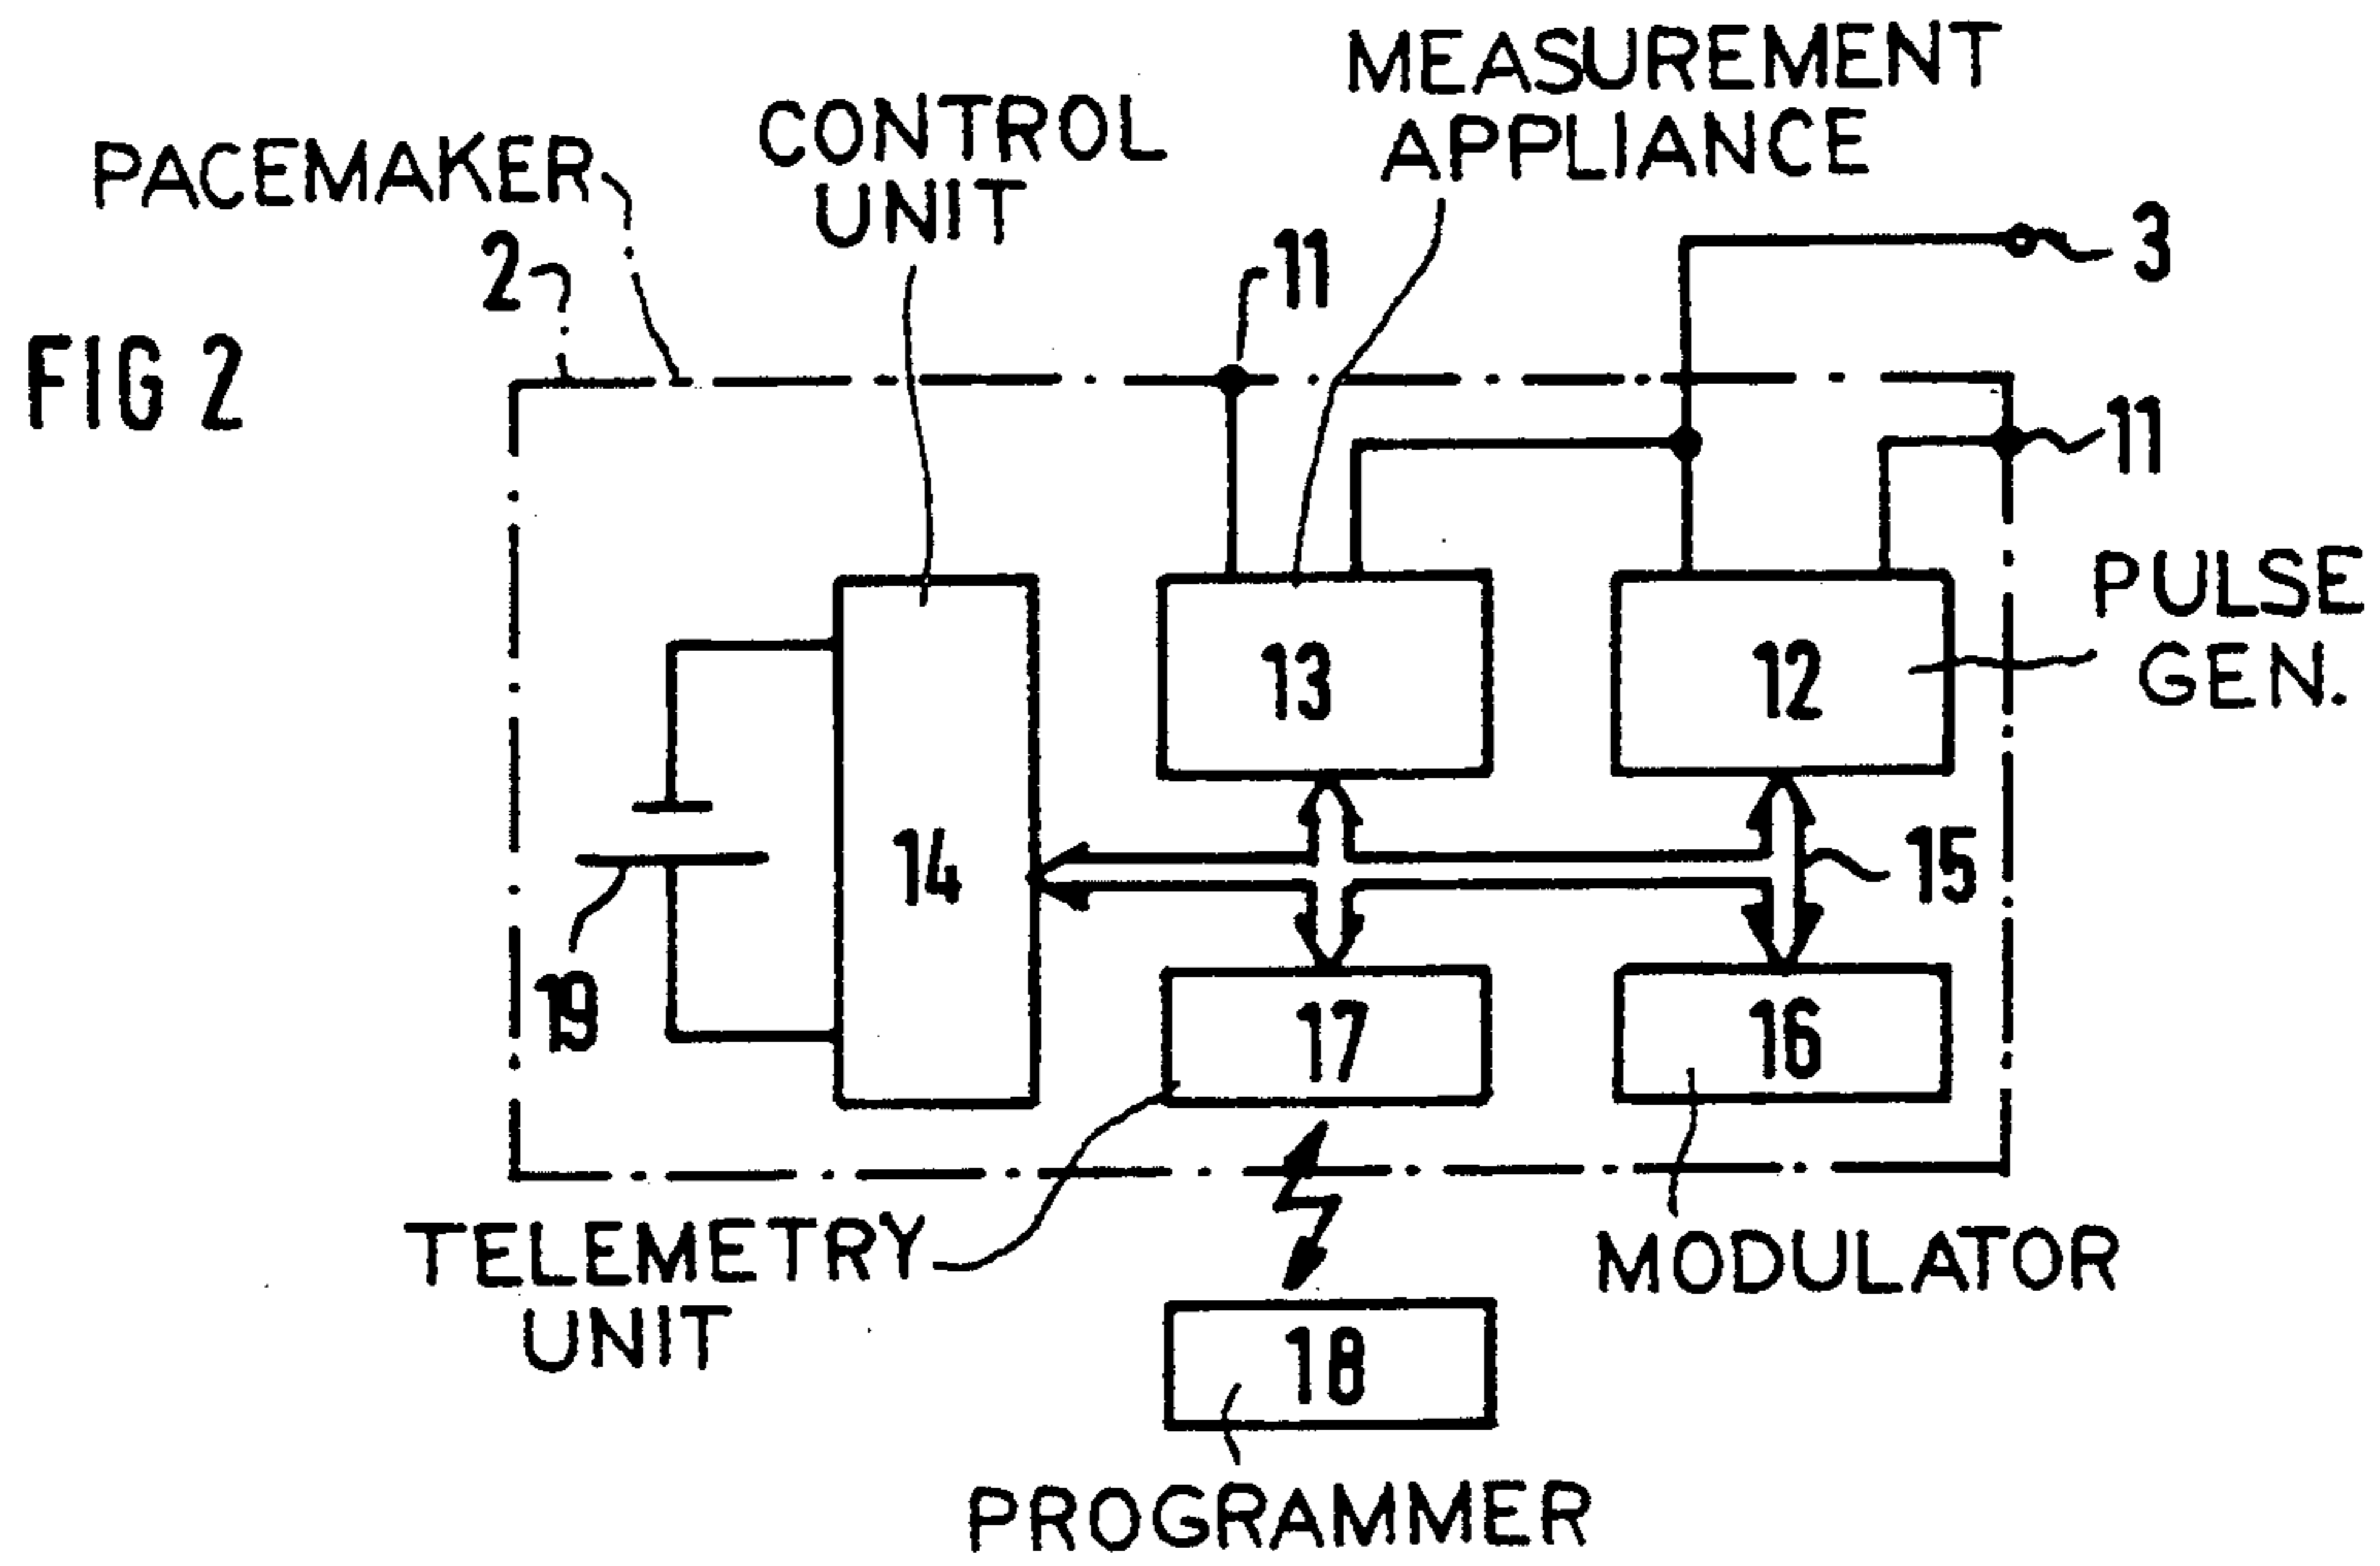 MEASUREMENT
APPLIANCE
CONTROL
UNIT
PACEMAKER
2
11
3
FIG 2
11
PULSE
GEN.
13
12
14
15
19
17
16
TELEMETRY
UNIT
MODULATOR
18
PROGRAMMER